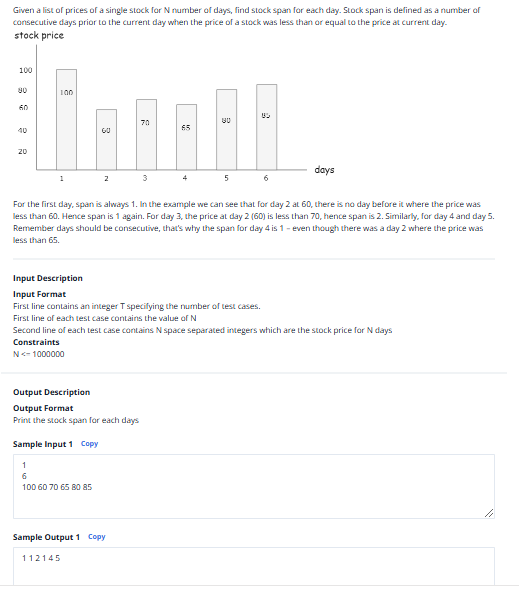 Given a list of prices of a single stock for N number of days, find stock span for each day. Stock span is defined as a number of
consecutive days prior to the current day when the price of a stock was less than or equal to the price at current day.
stock price
100
80
60
40
20
100
60
70
65
80
85
1 2 3 4 5 6
days
For the first day, span is always 1. In the example we can see that for day 2 at 60, there is no day before it where the price was
less than 60. Hence span is 1 again. For day 3, the price at day 2 (60) is less than 70, hence span is 2. Similarly, for day 4 and day 5.
Remember days should be consecutive, that's why the span for day 4 is 1 – even though there was a day 2 where the price was
less than 65.
Input Description
Input Format
First line contains an integer T specifying the number of test cases.
First line of each test case contains the value of N
Second line of each test case contains N space separated integers which are the stock price for N days
Constraints
N <= 1000000
Output Description
Output Format
Print the stock span for each days
Sample Input 1 Copy
1
6
100 60 70 65 80 85
Sample Output 1 Copy
1 1 2 1 4 5